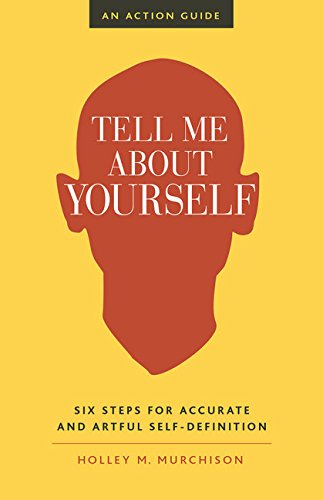 AN ACTION GUIDE
TELL ME
ABOUT
YOURSELF
SIX STEPS FOR ACCURATE
AND ARTFUL SELF-DEFINITION
HOLLEY M. MURCHISON